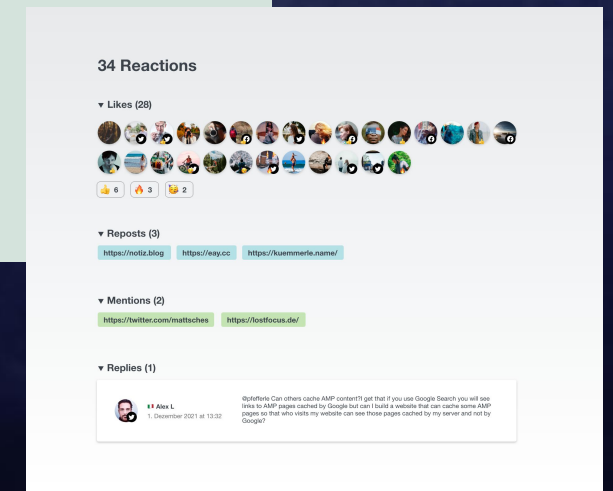 34 Reactions
▼ Likes (28)
👍 6 🔥 3 🥳 2
▼ Reposts (3)
https://notiz.blog https://eay.cc https://kuemmerle.name/
▼ Mentions (2)
https://twitter.com/mattsches https://lostfocus.de/
▼ Replies (1)
Alex L
1. Dezember 2021 at 13:32
@pfefferle Can others cache AMP content?I get that if you use Google Search you will see
links to AMP pages cached by Google but can I build a website that can cache some AMP
pages so that who visits my website can see those pages cached by my server and not by
Google?